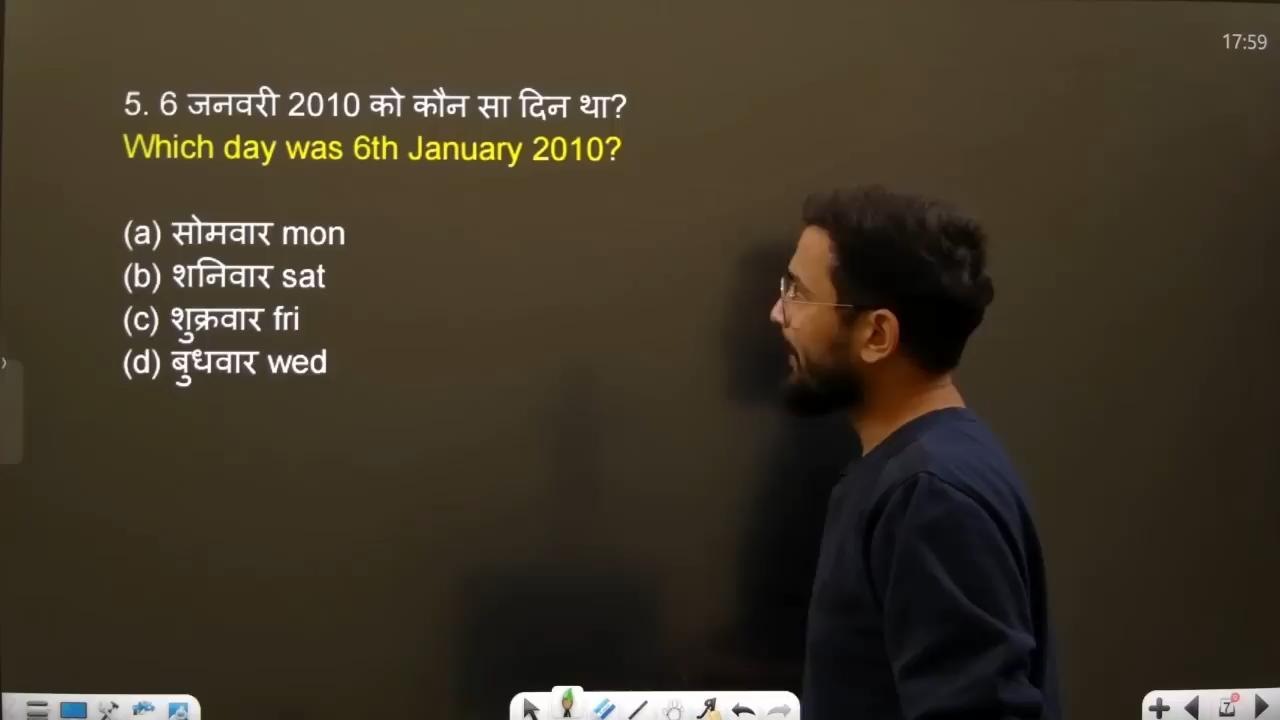 17:59
5. 6 जनवरी 2010 को कौन सा दिन था?
Which day was 6th January 2010?
(a) सोमवार mon
(b) शनिवार sat
(c) शुक्रवार fri
(d) बुधवार wed
7